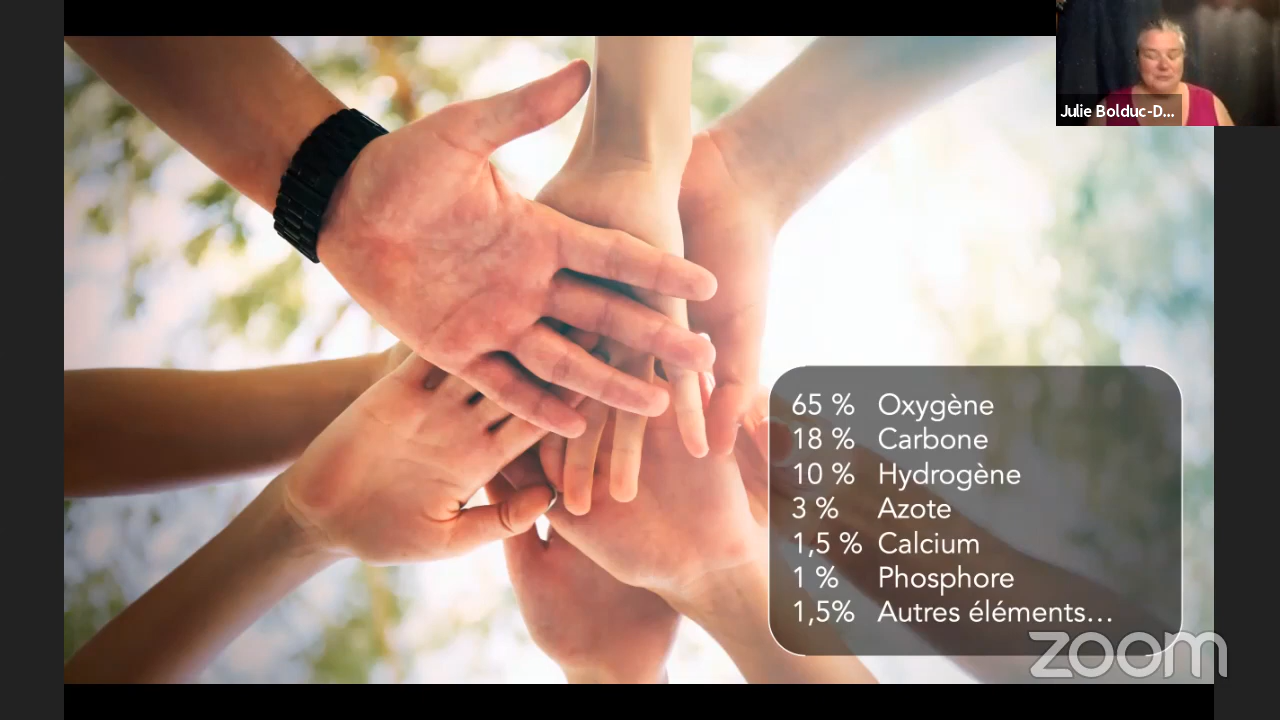 Julie Bolduc-D...
65 % Oxygène
18 % Carbone
10 % Hydrogène
3 % Azote
1,5 % Calcium
1 % Phosphore
1,5% Autres éléments...
zoom